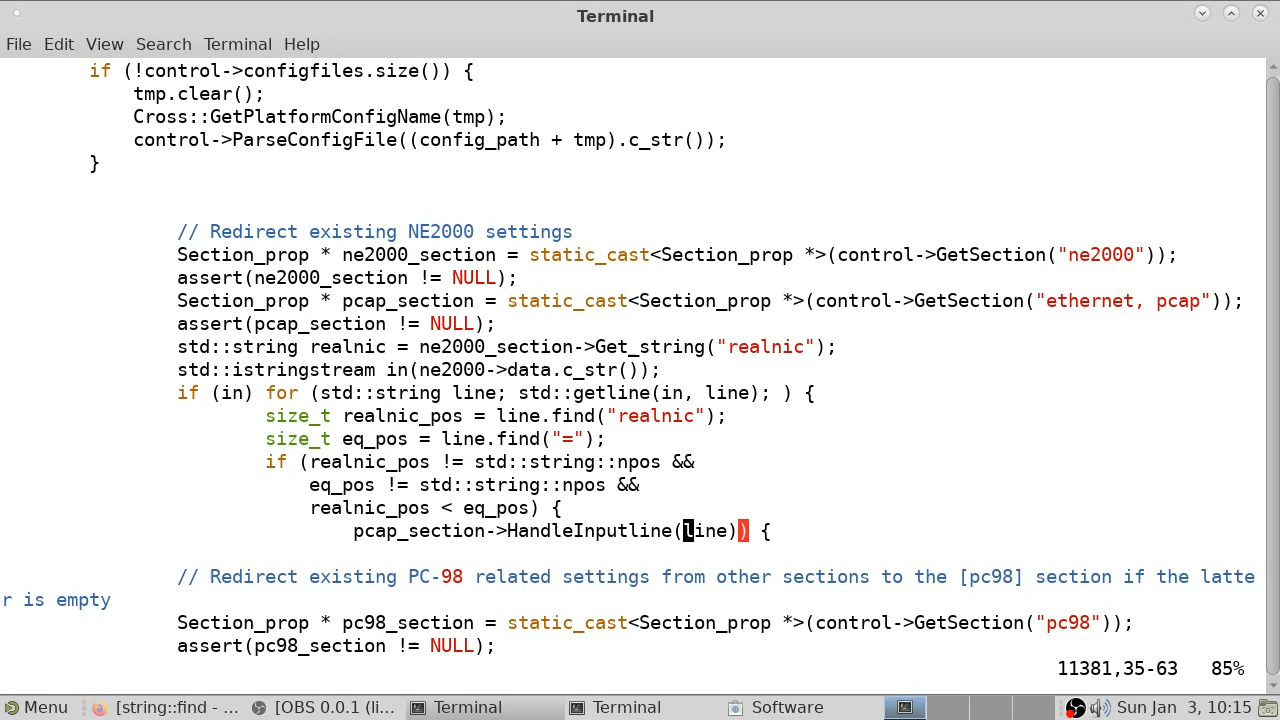 Terminal
File Edit View Search Terminal Help
if (!control->configfiles.size()) {
tmp.clear();
Cross::GetPlatformConfigName(tmp);
control->ParseConfigFile((config_path + tmp).c_str());
}
// Redirect existing NE2000 settings
Section_prop * ne2000_section = static_cast<Section_prop *>(control->GetSection("ne2000"));
assert(ne2000_section != NULL);
Section_prop * pcap_section = static_cast<Section_prop *>(control->GetSection("ethernet, pcap"));
assert(pcap_section != NULL);
std::string realnic = ne2000_section->Get_string("realnic");
std::istringstream in(ne2000->data.c_str());
if (in) for (std::string line; std::getline(in, line); ) {
size_t realnic_pos = line.find("realnic");
size_t eq_pos = line.find("=");
if (realnic_pos != std::string::npos &&
eq_pos != std::string::npos &&
realnic_pos < eq_pos) {
pcap_section->HandleInputline(line)) {
// Redirect existing PC-98 related settings from other sections to the [pc98] section if the latte
r is empty
Section_prop * pc98_section = static_cast<Section_prop *>(control->GetSection("pc98"));
assert(pc98_section != NULL);
11381,35-63 85%
Menu [string::find - ... [OBS 0.0.1 (li... Terminal Terminal Software Sun Jan 3, 10:15